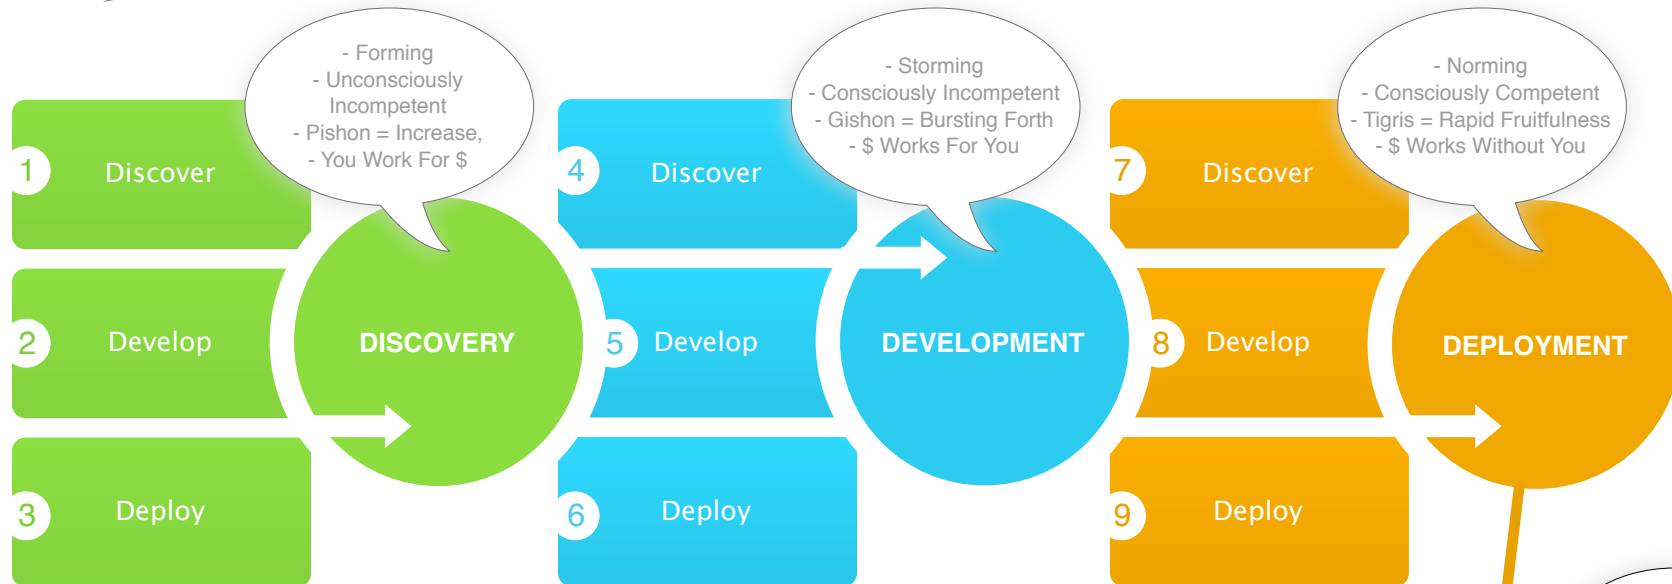 - Forming
- Unconsciously
Incompetent
- Pishon = Increase,
- You Work For $
1
Discover
2
Develop
3
Deploy
DISCOVERY
- Storming
- Consciously Incompetent
- Gishon = Bursting Forth
- $ Works For You
4
Discover
5
Develop
6
Deploy
DEVELOPMENT
- Norming
- Consciously Competent
- Tigris = Rapid Fruitfulness
- $ Works Without You
7
Discover
8
Develop
9
Deploy
DEPLOYMENT